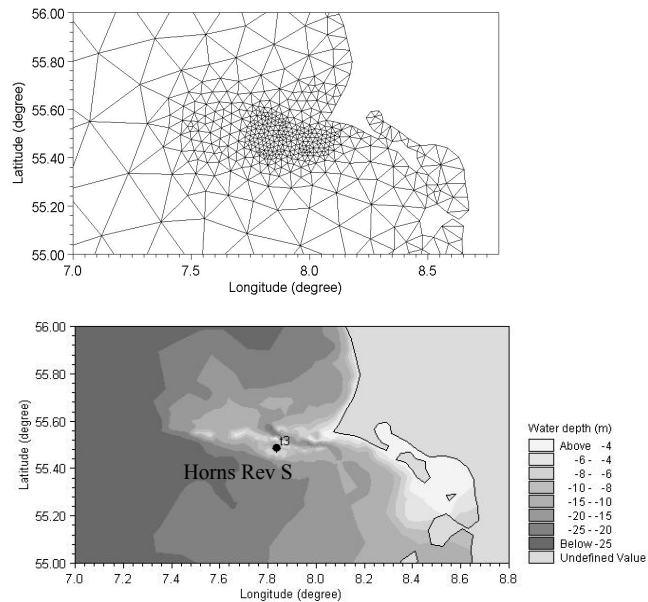 56.00
55.80
55.60
55.40
55.20
55.00
Latitude (degree)
7.0 7.5 8.0 8.5
Longitude (degree)
56.00
55.80
55.60
55.40
55.20
55.00
Latitude (degree)
t3
Horns Rev S
7.0 7.2 7.4 7.6 7.8 8.0 8.2 8.4 8.6 8.8
Longitude (degree)
Water depth (m)
Above -4
-6 - -4
-8 - -6
-10 - -8
-15 - -10
-20 - -15
-25 - -20
Below -25
Undefined Value